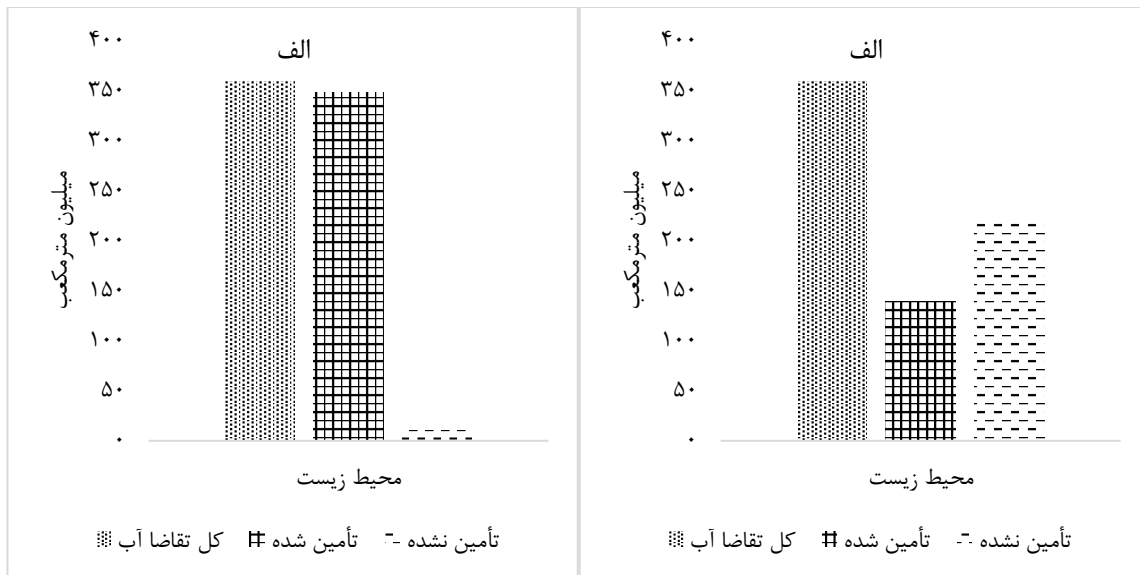 الف
۴۰۰
۳۵۰
۳۰۰
۲۵۰
۲۰۰
۱۵۰
۱۰۰
۵۰
۰
میلیون مترمکعب
محیط زیست
کل تقاضا آب تأمین شده تأمین نشده
الف
۴۰۰
۳۵۰
۳۰۰
۲۵۰
۲۰۰
۱۵۰
۱۰۰
۵۰
۰
میلیون مترمکعب
محیط زیست
کل تقاضا آب تأمین شده تأمین نشده